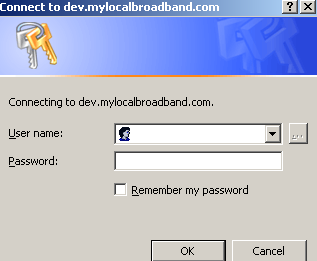 Connect to dev.mylocalbroadband.com
Connecting to dev.mylocalbroadband.com.
User name:
Password:
Remember my password
OK
Cancel